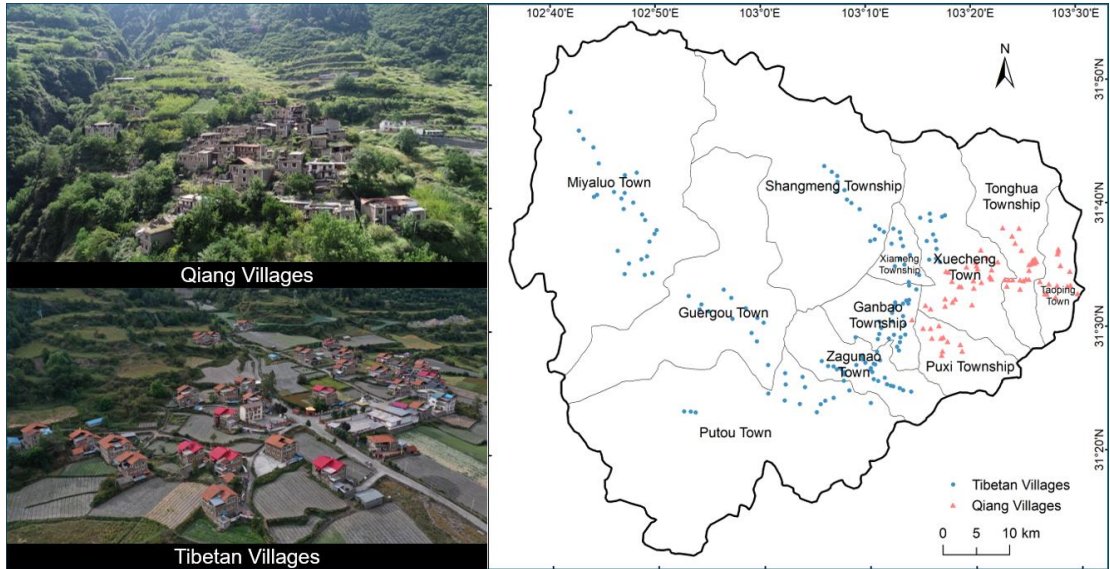 Qiang Villages
Tibetan Villages
102°40'E 102°50'E 103°0'E 103°10'E 103°20'E 103°30'E
N
31°50'N
31°40'N
31°30'N
31°20'N
Miyaluo Town
Shangmeng Township
Tonghua
Township
Xiameng
Township
Xuecheng
Town
Taoping
Town
Guergou Town
Ganbao
Township
Zagunao
Town
Puxi Township
Putou Town
Tibetan Villages
Qiang Villages
0 5 10 km